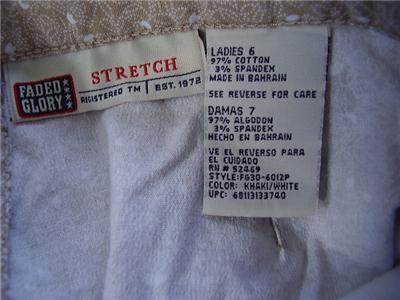 FADED
GLORY
STRETCH
REGISTERED TM EST. 1972
LADIES 6
97% COTTON
3% SPANDEX
MADE IN BAHRAIN
SEE REVERSE FOR CARE
DAMAS 7
97% ALGODON
3% SPANDEX
HECHO EN BAHRAIN
VE EL REVERSO PARA
EL CUIDADO
RN # 52469
STYLE:FG30-6012P
COLOR: KHAKI/WHITE
UPC: 68113133740